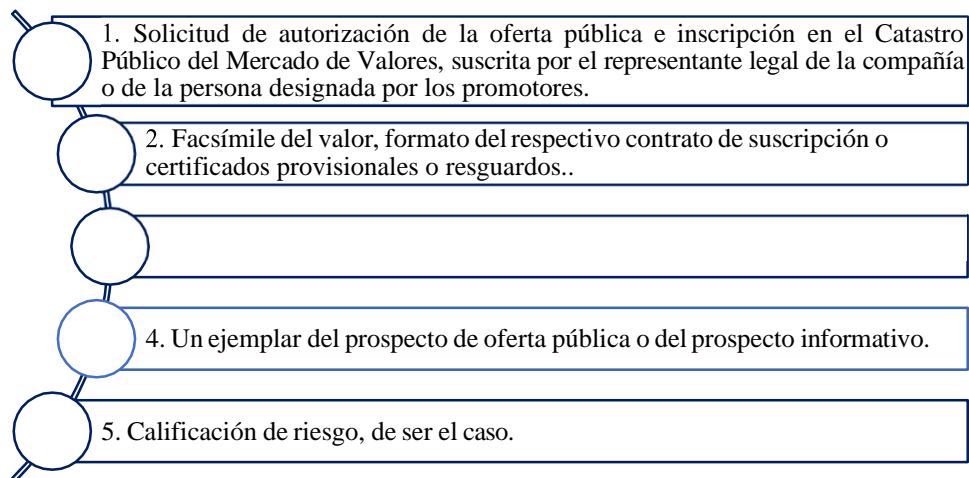 1. Solicitud de autorización de la oferta pública e inscripción en el Catastro
Público del Mercado de Valores, suscrita por el representante legal de la compañía
o de la persona designada por los promotores.
2. Facsímile del valor, formato del respectivo contrato de suscripción o
certificados provisionales o resguardos..
4. Un ejemplar del prospecto de oferta pública o del prospecto informativo.
5. Calificación de riesgo, de ser el caso.